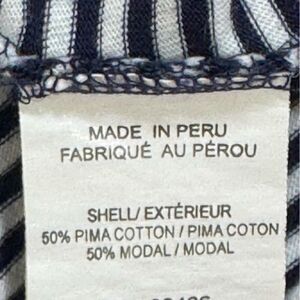 MADE IN PERU
FABRIQUÉ AU PÉROU
SHELL/EXTÉRIEUR
50% PIMA COTTON / PIMA COTON
50% MODAL / MODAL